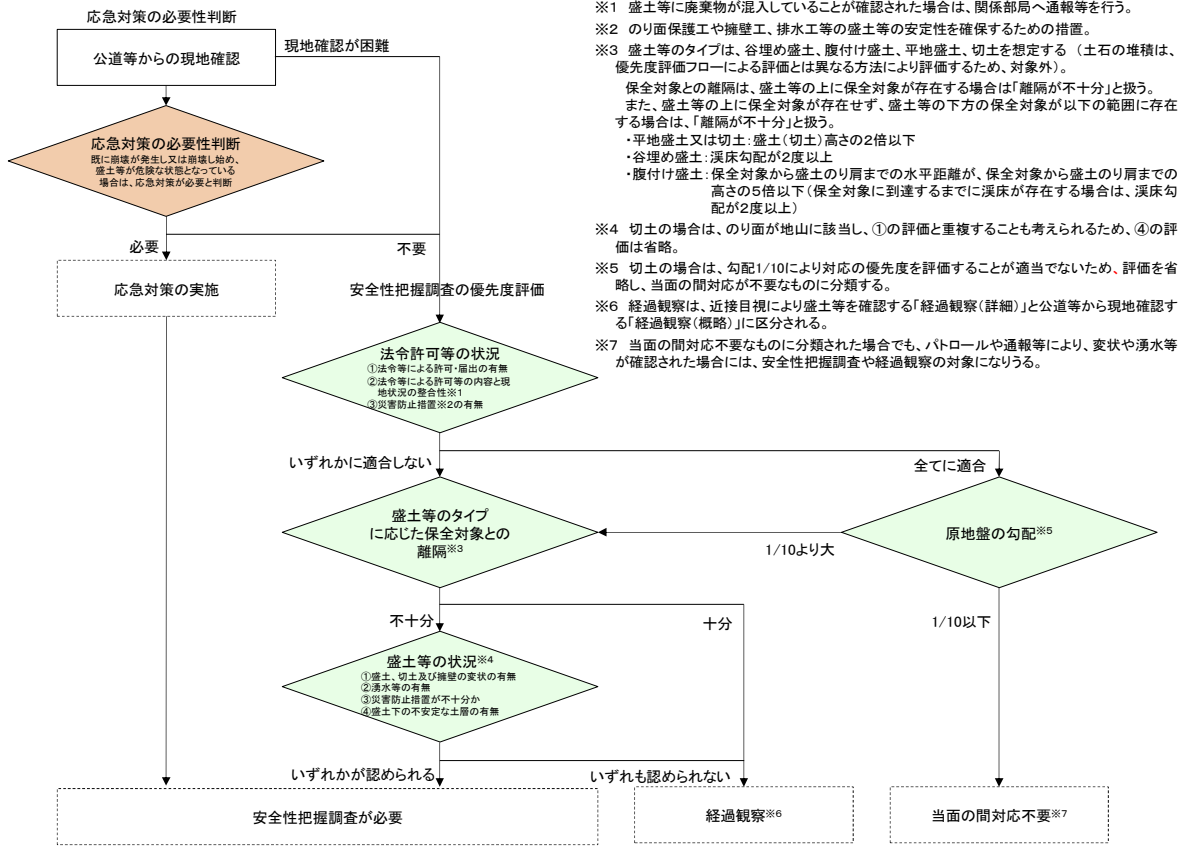 応急対策の必要性判断
公道等からの現地確認
現地確認が困難
応急対策の必要性判断
既に崩壊が発生し又は崩壊し始め、
盛土等が危険な状態となっている
場合は、応急対策が必要と判断
必要
不要
応急対策の実施
安全性把握調査の優先度評価
法令許可等の状況
①法令等による許可・届出の有無
②法令等による許可等の内容と現
地状況の整合性※1
③災害防止措置※2の有無
いずれかに適合しない
全てに適合
盛土等のタイプ
に応じた保全対象との
離隔※3
1/10より大
原地盤の勾配※5
不十分
十分
1/10以下
盛土等の状況※4
①盛土、切土及び擁壁の変状の有無
②湧水等の有無
③災害防止措置が不十分か
④盛土下の不安定な土層の有無
いずれかが認められる
いずれも認められない
安全性把握調査が必要
経過観察※6
当面の間対応不要※7
※1 盛土等に廃棄物が混入していることが確認された場合は、関係部局へ通報等を行う。
※2 のり面保護工や擁壁工、排水工等の盛土等の安定性を確保するための措置。
※3 盛土等のタイプは、谷埋め盛土、腹付け盛土、平地盛土、切土を想定する (土石の堆積は、
優先度評価フローによる評価とは異なる方法により評価するため、対象外)。
保全対象との離隔は、盛土等の上に保全対象が存在する場合は「離隔が不十分」と扱う。
また、盛土等の上に保全対象が存在せず、盛土等の下方の保全対象が以下の範囲に存在
する場合は、「離隔が不十分」と扱う。
・平地盛土又は切土:盛土(切土)高さの2倍以下
・谷埋め盛土:渓床勾配が2度以上
・腹付け盛土:保全対象から盛土のり肩までの水平距離が、保全対象から盛土のり肩までの
高さの5倍以下(保全対象に到達するまでに渓床が存在する場合は、渓床勾
配が2度以上)
※4 切土の場合は、のり面が地山に該当し、①の評価と重複することも考えられるため、④の評
価は省略。
※5 切土の場合は、勾配1/10により対応の優先度を評価することが適当でないため、評価を省
略し、当面の間対応が不要なものに分類する。
※6 経過観察は、近接目視により盛土等を確認する「経過観察(詳細)」と公道等から現地確認す
る「経過観察(概略)」に区分される。
※7 当面の間対応不要なものに分類された場合でも、パトロールや通報等により、変状や湧水等
が確認された場合には、安全性把握調査や経過観察の対象になりうる。